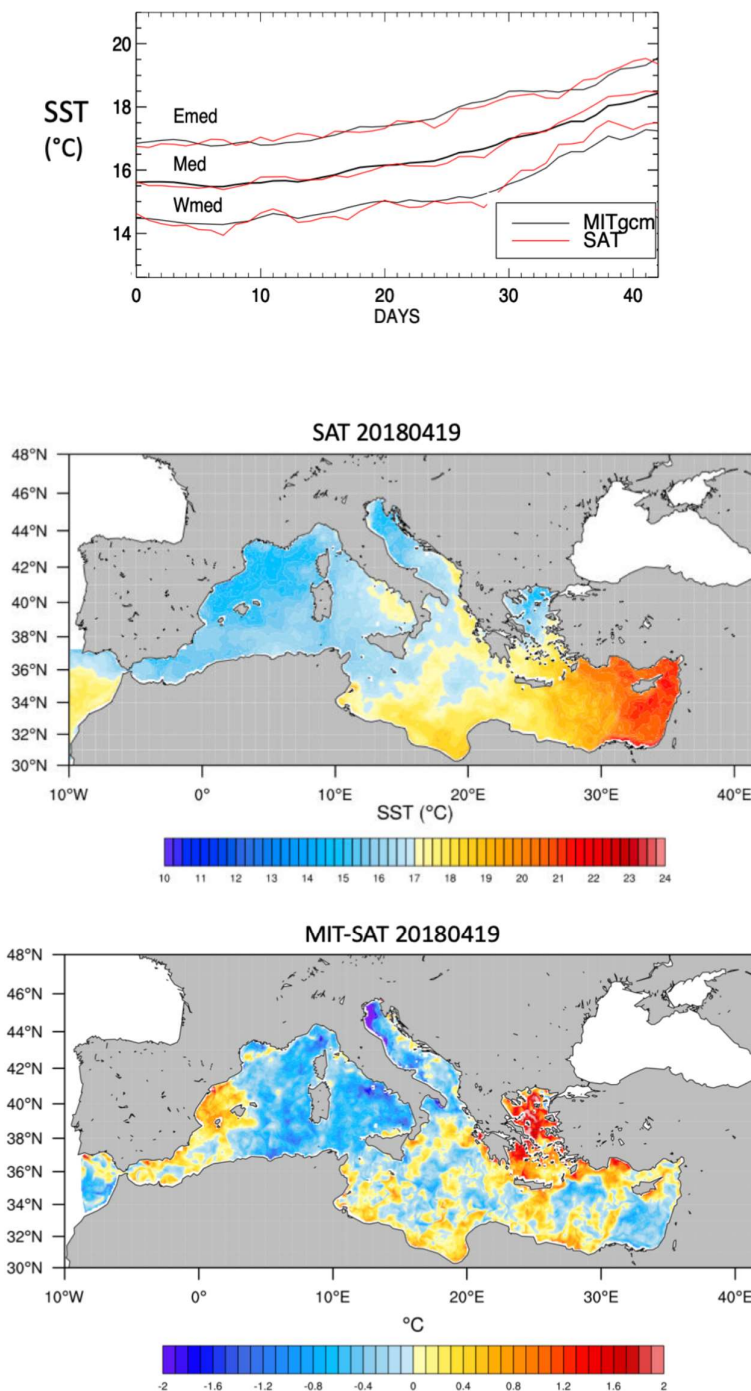 20
SST
18
(°C)
Emed
16
Med
Wmed
14
MITgcm
SAT
0 10 20 30 40
DAYS
SAT 20180419
48°N
46°N
44°N
42°N
40°N
38°N
36°N
34°N
32°N
30°N
10°W 0° 10°E 20°E 30°E 40°E
SST (°C)
10 11 12 13 14 15 16 17 18 19 20 21 22 23 24
MIT-SAT 20180419
48°N
46°N
44°N
42°N
40°N
38°N
36°N
34°N
32°N
30°N
10°W 0° 10°E 20°E 30°E 40°E
°C
-2 -1.6 -1.2 -0.8 -0.4 0 0.4 0.8 1.2 1.6 2